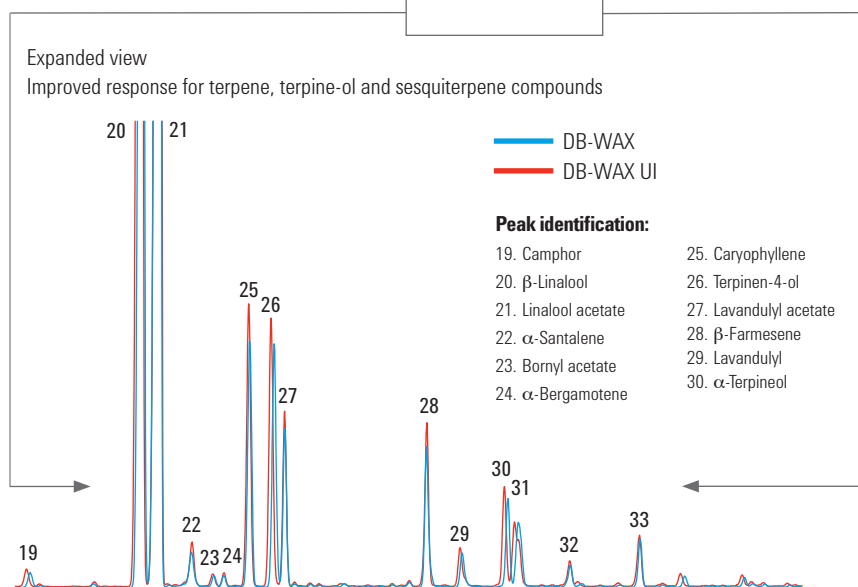 Expanded view
Improved response for terpene, terpine-ol and sesquiterpene compounds
20
21
DB-WAX
DB-WAX UI
Peak identification:
19. Camphor
20. β-Linalool
21. Linalool acetate
22. α-Santalene
23. Bornyl acetate
24. α-Bergamotene
25. Caryophyllene
26. Terpinen-4-ol
27. Lavandulyl acetate
28. β-Farmesene
29. Lavandulyl
30. α-Terpineol
19
22
23
24
25
26
27
28
29
30
31
32
33